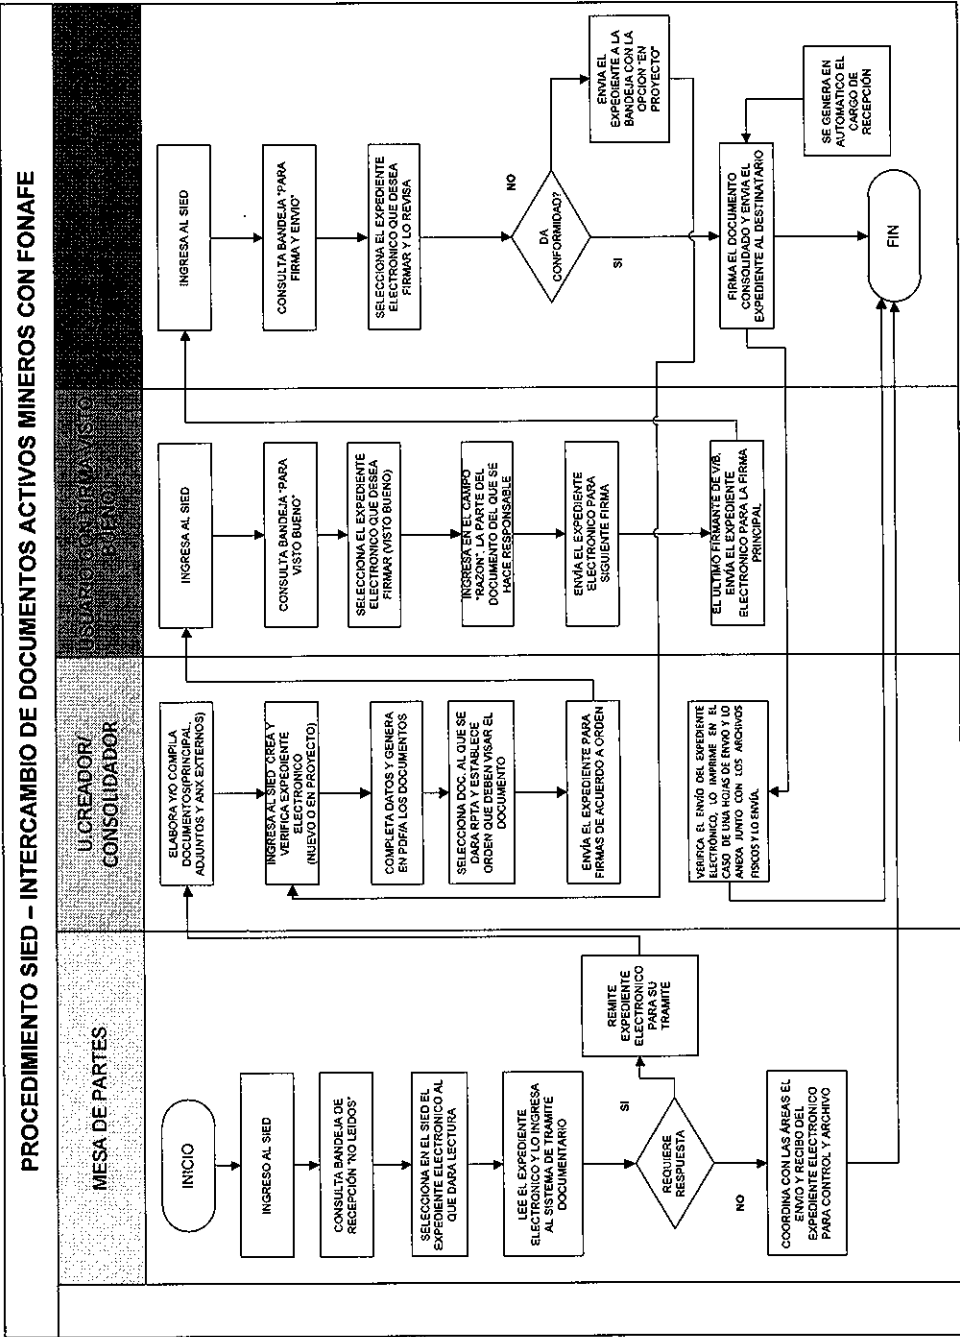 PROCEDIMIENTO SIED – INTERCAMBIO DE DOCUMENTOS ACTIVOS MINEROS CON FONAFE
MESA DE PARTES
INICIO
INGRESO AL SIED
CONSULTA BANDEJA DE
RECEPCIÓN "NO LEIDOS"
SELECCIONA EN EL SIED EL
EXPEDIENTE ELECTRONICO AL
QUE DARA LECTURA
LEE EL EXPEDIENTE
ELECTRONICO Y LO INGRESA
AL SISTEMA DE TRAMITE
DOCUMENTARIO
REQUIERE
RESPUESTA
SI
NO
REMITE
EXPEDIENTE
ELECTRONICO
PARA SU
TRAMITE
COORDINA CON LAS ÁREAS EL
ENVIO Y RECIBO DEL
EXPEDIENTE ELECTRONICO
PARA CONTROL Y ARCHIVO
U.CREADOR/
CONSOLIDADOR
ELABORA Y/O COMPILA
DOCUMENTOS(PRINCIPAL,
ADJUNTOS Y ANX EXTERNOS)
INGRESA AL SIED CREA Y
VERIFICA EXPEDIENTE
ELECTRONICO
(NUEVO O EN PROYECTO)
COMPLETA DATOS Y GENERA
EN PDF/A LOS DOCUMENTOS
SELECCIONA DOC. AL QUE SE
DARA RPTA Y ESTABLECE
ORDEN QUE DEBEN VISAR EL
DOCUMENTO
ENVÍA EL EXPEDIENTE PARA
FIRMAS DE ACUERDO A ORDEN
VERIFICA EL ENVÍO DEL EXPEDIENTE
ELECTRÓNICO, LO IMPRIME EN EL
CASO DE UNA HOJAS DE ENVIO Y LO
ANEXA JUNTO CON LOS ARCHIVOS
FISICOS Y LO ENVÍA.
USUARIO CON FIRMA VISTO
BUENO
INGRESA AL SIED
CONSULTA BANDEJA "PARA
VISTO BUENO"
SELECCIONA EL EXPEDIENTE
ELECTRONICO QUE DESEA
FIRMAR (VISTO BUENO)
INGRESA EN EL CAMPO
"RAZON", LA PARTE DEL
DOCUMENTO DEL QUE SE
HACE RESPONSABLE
ENVÍA EL EXPEDIENTE
ELECTRONICO PARA
SIGUIENTE FIRMA
EL ULTIMO FIRMANTE DE V/B.
ENVÍA EL EXPEDIENTE
ELECTRONICO PARA LA FIRMA
PRINCIPAL
INGRESA AL SIED
CONSULTA BANDEJA "PARA
FIRMA Y ENVIO"
SELECCIONA EL EXPEDIENTE
ELECTRONICO QUE DESEA
FIRMAR Y LO REVISA
DA
CONFORMIDAD?
NO
SI
ENVIA EL
EXPEDIENTE A LA
BANDEJA CON LA
OPCION "EN
PROYECTO"
FIRMA EL DOCUMENTO
CONSOLIDADO Y ENVIA EL
EXPEDIENTE AL DESTINATARIO
SE GENERA EN
AUTOMATICO EL
CARGO DE
RECEPCIÓN
FIN